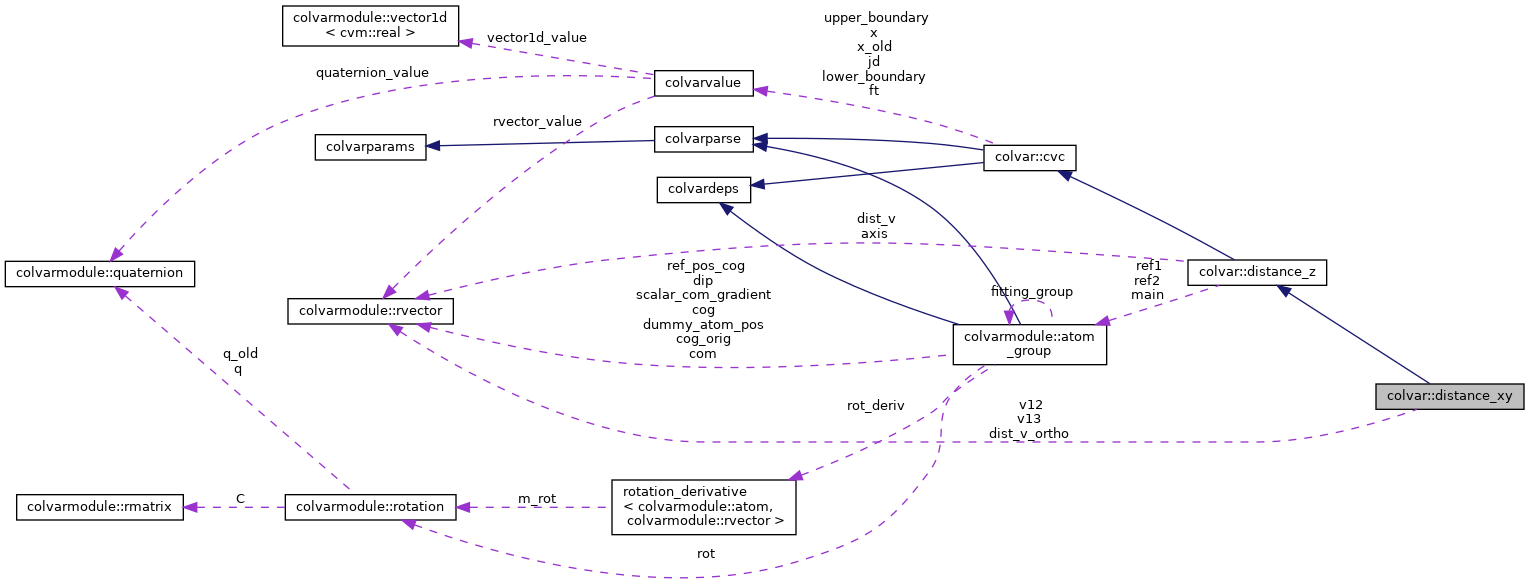 colvarmodule::vector1d
< cvm::real >
vector1d_value
upper_boundary
x
x_old
jd
lower_boundary
ft
quaternion_value
colvarvalue
rvector_value
colvarparams
colvarparse
colvar::cvc
colvardeps
dist_v
axis
colvarmodule::quaternion
ref_pos_cog
dip
scalar_com_gradient
cog
dummy_atom_pos
cog_orig
com
fitting_group
ref1
ref2
main
colvar::distance_z
colvarmodule::rvector
colvarmodule::atom
_group
q_old
q
rot_deriv
v12
v13
dist_v_ortho
colvar::distance_xy
colvarmodule::rmatrix
C
colvarmodule::rotation
m_rot
rotation_derivative
< colvarmodule::atom,
colvarmodule::rvector >
rot